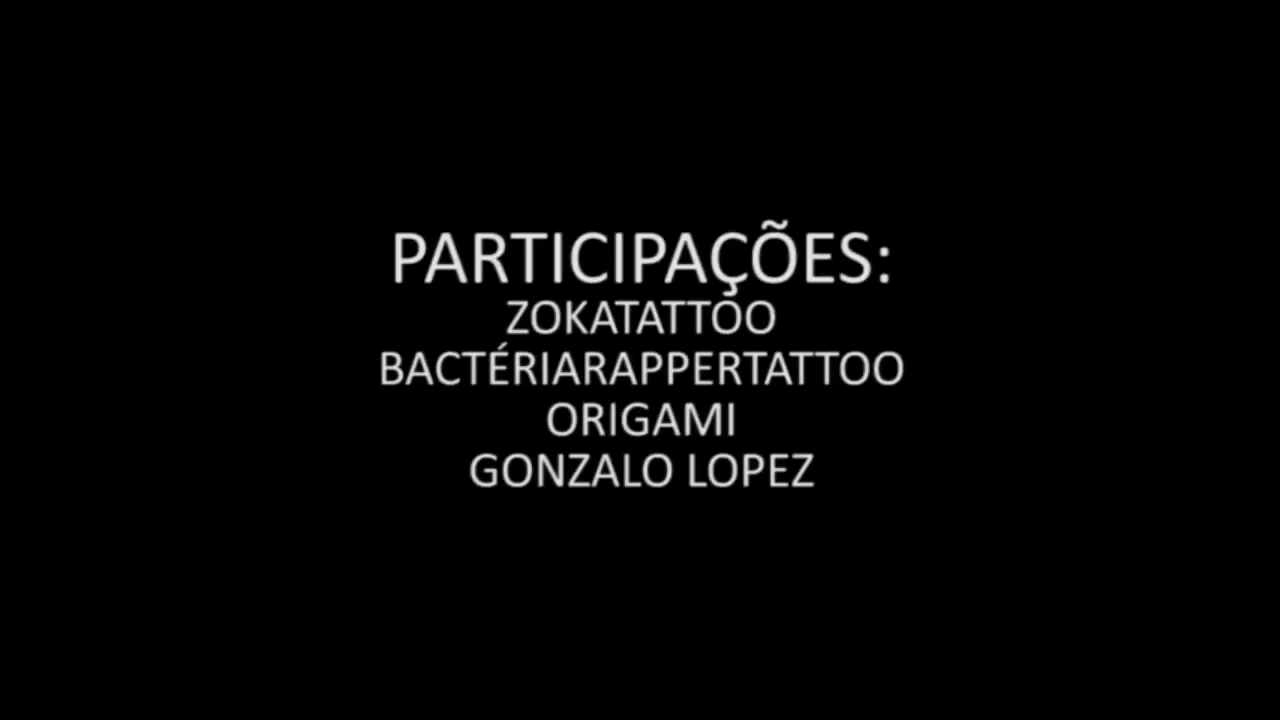 PARTICIPAÇÕES:
ZOKATATTOO
BACTÉRIARAPPERTATTOO
ORIGAMI
GONZALO LOPEZ